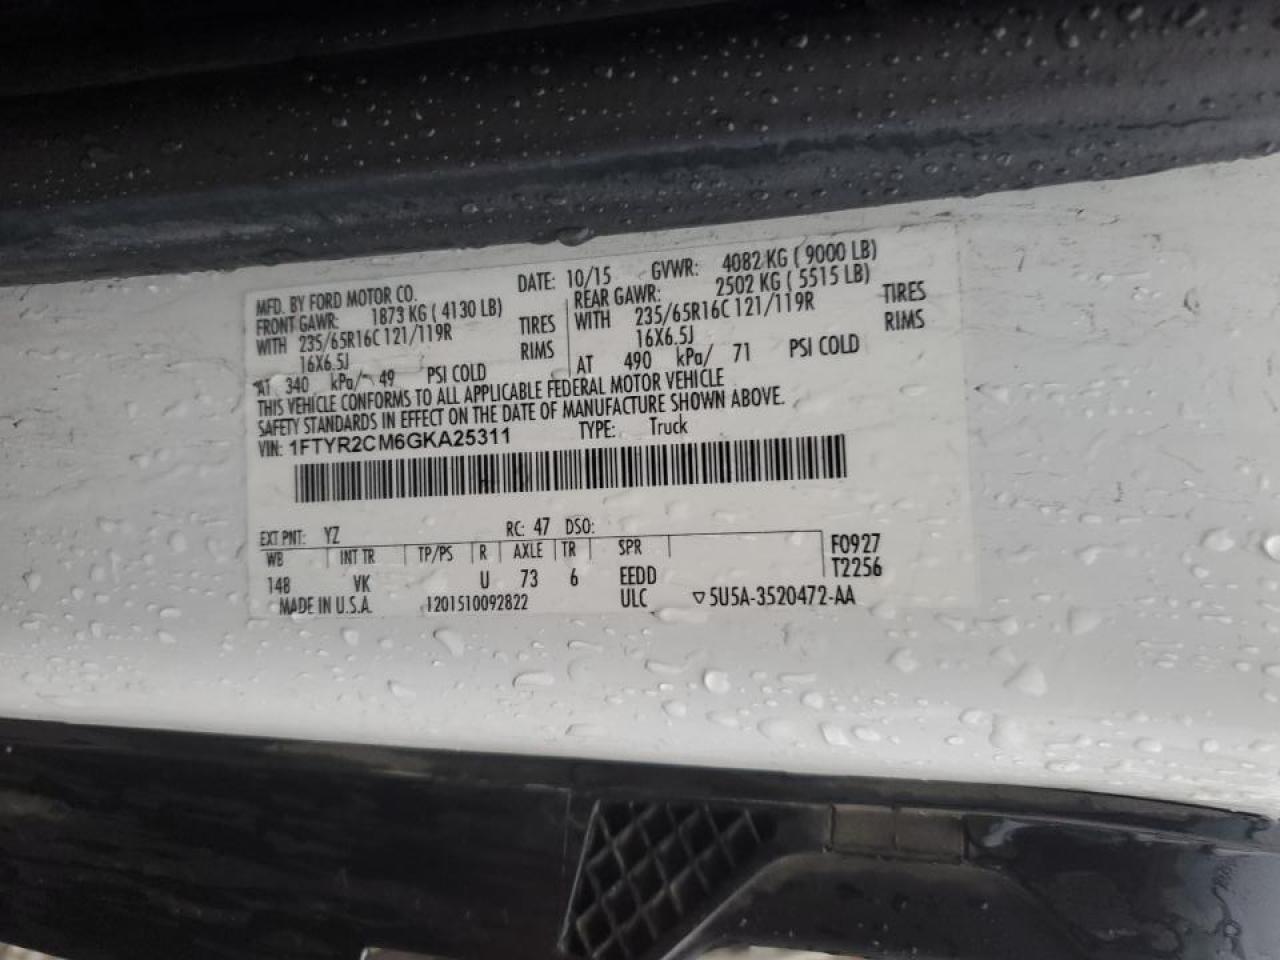 MFD. BY FORD MOTOR CO. DATE: 10/15 GVWR: 4082 KG ( 9000 LB)
FRONT GAWR: 1873 KG ( 4130 LB) REAR GAWR: 2502 KG ( 5515 LB)
WITH 235/65R16C 121/119R TIRES WITH 235/65R16C 121/119R TIRES
16X6.5J RIMS 16X6.5J RIMS
AT 340 kPa/ 49 PSI COLD AT 490 kPa/ 71 PSI COLD
THIS VEHICLE CONFORMS TO ALL APPLICABLE FEDERAL MOTOR VEHICLE
SAFETY STANDARDS IN EFFECT ON THE DATE OF MANUFACTURE SHOWN ABOVE.
VIN: 1FTYR2CM6GKA25311 TYPE: Truck
EXT PNT: YZ RC: 47 DSO:
WB INT TR TP/PS R AXLE TR SPR F0927
148 VK U 73 6 EEDD T2256
MADE IN U.S.A. 1201510092822 ULC ▽5U5A-3520472-AA